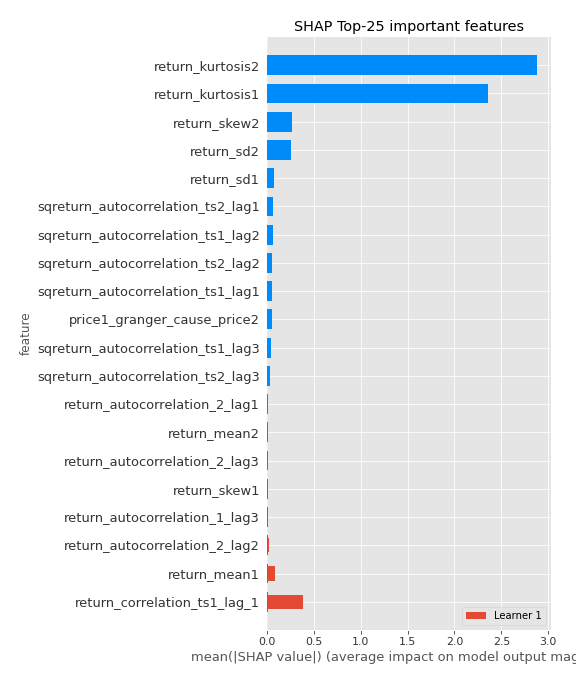 SHAP Top-25 important features
return_kurtosis2
return_kurtosis1
return_skew2
return_sd2
return_sd1
sqreturn_autocorrelation_ts2_lag1
sqreturn_autocorrelation_ts1_lag2
sqreturn_autocorrelation_ts2_lag2
sqreturn_autocorrelation_ts1_lag1
price1_granger_cause_price2
sqreturn_autocorrelation_ts1_lag3
sqreturn_autocorrelation_ts2_lag3
return_autocorrelation_2_lag1
return_mean2
return_autocorrelation_2_lag3
return_skew1
return_autocorrelation_1_lag3
return_autocorrelation_2_lag2
return_mean1
return_correlation_ts1_lag_1
feature
Learner 1
0.0 0.5 1.0 1.5 2.0 2.5 3.0
mean(|SHAP value|) (average impact on model output mag